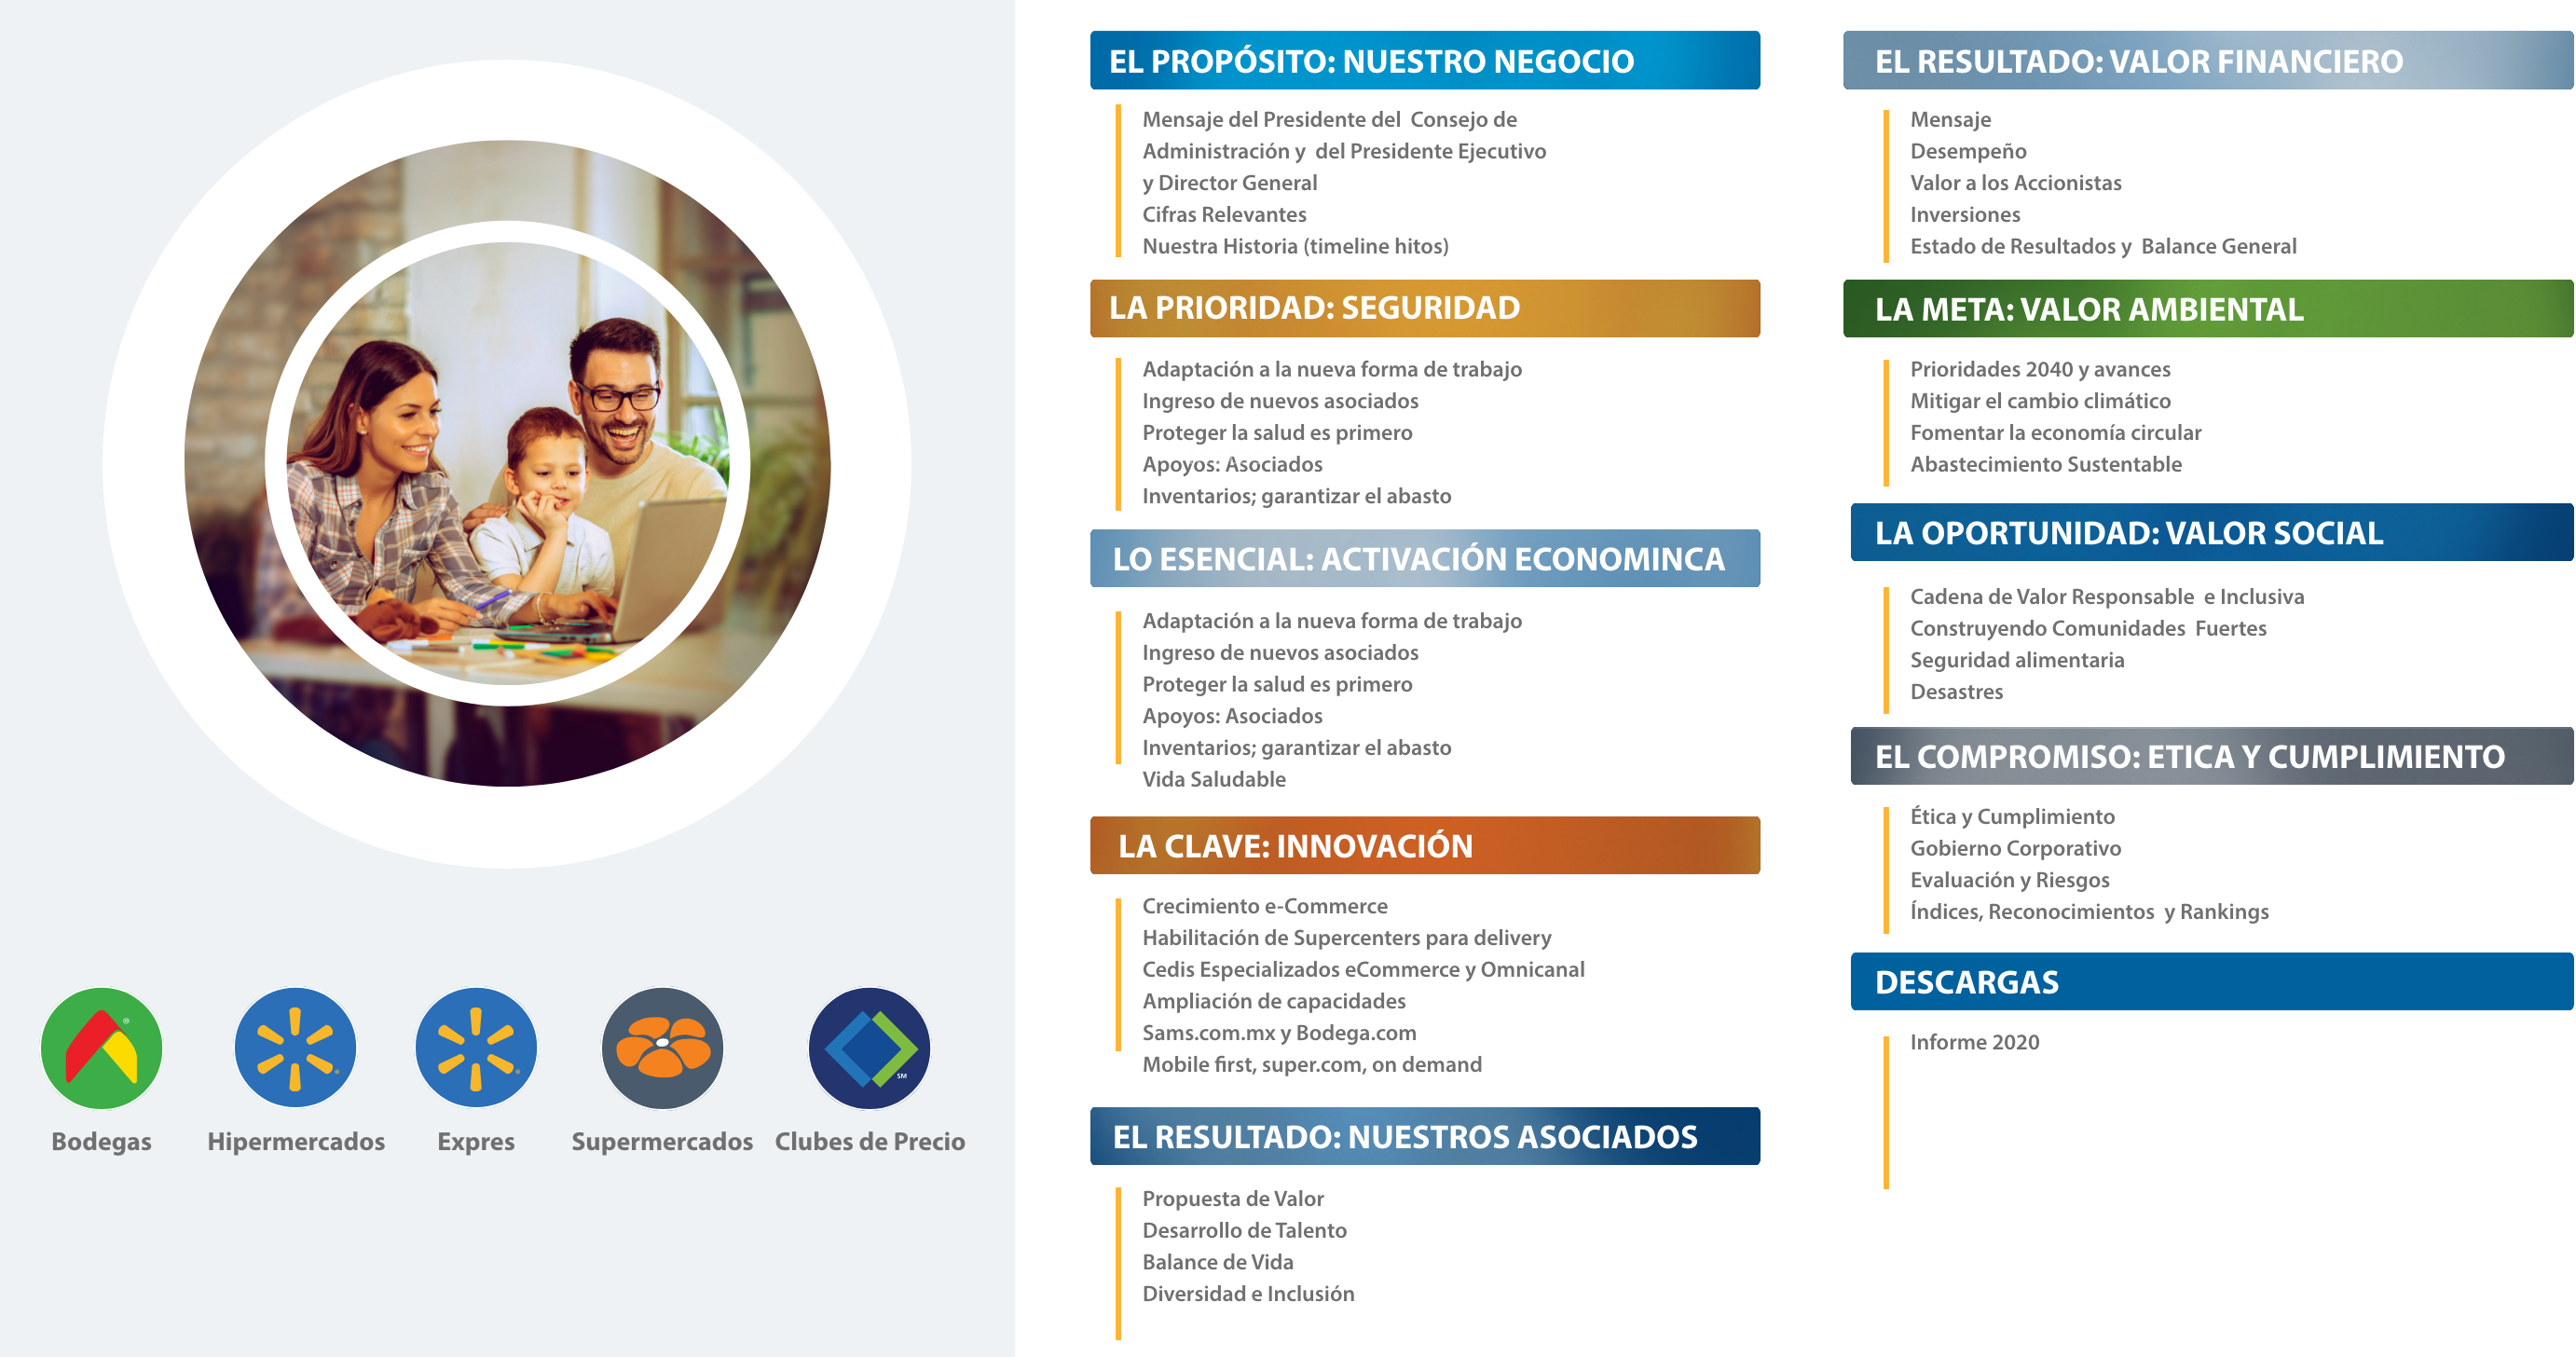 Bodegas
Hipermercados
Expres
Supermercados
Clubes de Precio
EL PROPÓSITO: NUESTRO NEGOCIO
Mensaje del Presidente del Consejo de
Administración y del Presidente Ejecutivo
y Director General
Cifras Relevantes
Nuestra Historia (timeline hitos)
LA PRIORIDAD: SEGURIDAD
Adaptación a la nueva forma de trabajo
Ingreso de nuevos asociados
Proteger la salud es primero
Apoyos: Asociados
Inventarios; garantizar el abasto
LO ESENCIAL: ACTIVACIÓN ECONOMINCA
Adaptación a la nueva forma de trabajo
Ingreso de nuevos asociados
Proteger la salud es primero
Apoyos: Asociados
Inventarios; garantizar el abasto
Vida Saludable
LA CLAVE: INNOVACIÓN
Crecimiento e-Commerce
Habilitación de Supercenters para delivery
Cedis Especializados eCommerce y Omnicanal
Ampliación de capacidades
Sams.com.mx y Bodega.com
Mobile first, super.com, on demand
EL RESULTADO: NUESTROS ASOCIADOS
Propuesta de Valor
Desarrollo de Talento
Balance de Vida
Diversidad e Inclusión
EL RESULTADO: VALOR FINANCIERO
Mensaje
Desempeño
Valor a los Accionistas
Inversiones
Estado de Resultados y Balance General
LA META: VALOR AMBIENTAL
Prioridades 2040 y avances
Mitigar el cambio climático
Fomentar la economía circular
Abastecimiento Sustentable
LA OPORTUNIDAD: VALOR SOCIAL
Cadena de Valor Responsable e Inclusiva
Construyendo Comunidades Fuertes
Seguridad alimentaria
Desastres
EL COMPROMISO: ETICA Y CUMPLIMIENTO
Ética y Cumplimiento
Gobierno Corporativo
Evaluación y Riesgos
Índices, Reconocimientos y Rankings
DESCARGAS
Informe 2020